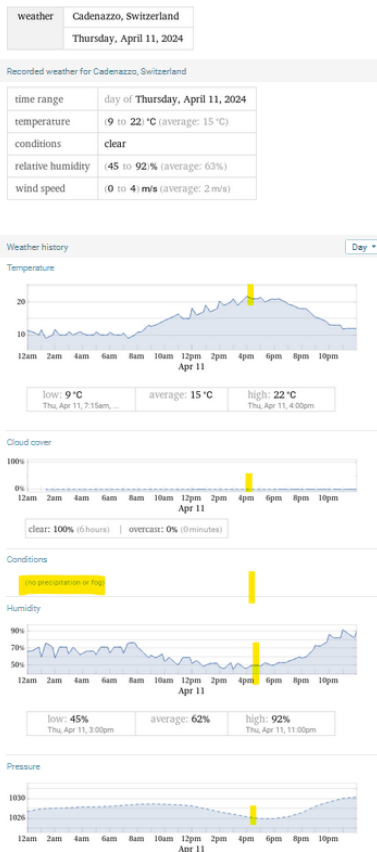 weather
Cadenazzo, Switzerland
Thursday, April 11, 2024
Recorded weather for Cadenazzo, Switzerland
time range day of Thursday, April 11, 2024
temperature (9 to 22) °C (average: 15 °C)
conditions clear
relative humidity (45 to 92)% (average: 63%)
wind speed (0 to 4) m/s (average: 2 m/s)
Weather history Day
Temperature
20
10
12am 2am 4am 6am 8am 10am 12pm 2pm 4pm 6pm 8pm 10pm
Apr 11
low: 9 °C average: 15 °C high: 22 °C
Thu, Apr 11, 7:15am, ... Thu, Apr 11, 4:00pm
Cloud cover
100%
0%
12am 2am 4am 6am 8am 10am 12pm 2pm 4pm 6pm 8pm 10pm
Apr 11
clear: 100% (6 hours) | overcast: 0% (0 minutes)
Conditions
(no precipitation or fog)
Humidity
90%
70%
50%
12am 2am 4am 6am 8am 10am 12pm 2pm 4pm 6pm 8pm 10pm
Apr 11
low: 45% average: 62% high: 92%
Thu, Apr 11, 3:00pm Thu, Apr 11, 11:00pm
Pressure
1030
1026
12am 2am 4am 6am 8am 10am 12pm 2pm 4pm 6pm 8pm 10pm
Apr 11